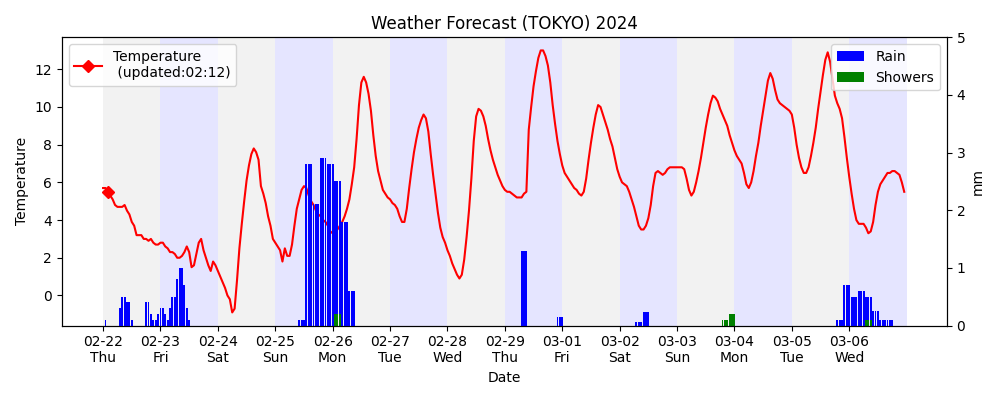 Weather Forecast (TOKYO) 2024
Temperature
(updated:02:12)
Rain
Showers
Temperature
12
10
8
6
4
2
0
5
4
3
2
1
0
mm
02-22 02-23 02-24 02-25 02-26 02-27 02-28 02-29 03-01 03-02 03-03 03-04 03-05 03-06
Thu Fri Sat Sun Mon Tue Wed Thu Fri Sat Sun Mon Tue Wed
Date